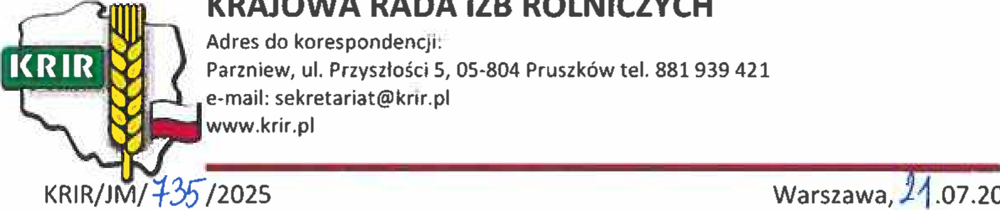 KRAJOWA RADA IZB ROLNICZYCH
Adres do korespondencji:
Parzniew, ul. Przyszłości 5, 05-804 Pruszków tel. 881 939 421
e-mail: sekretariat@krir.pl
www.krir.pl
KRIR
KRIR/JM/735/2025
Warszawa, 21.07.20